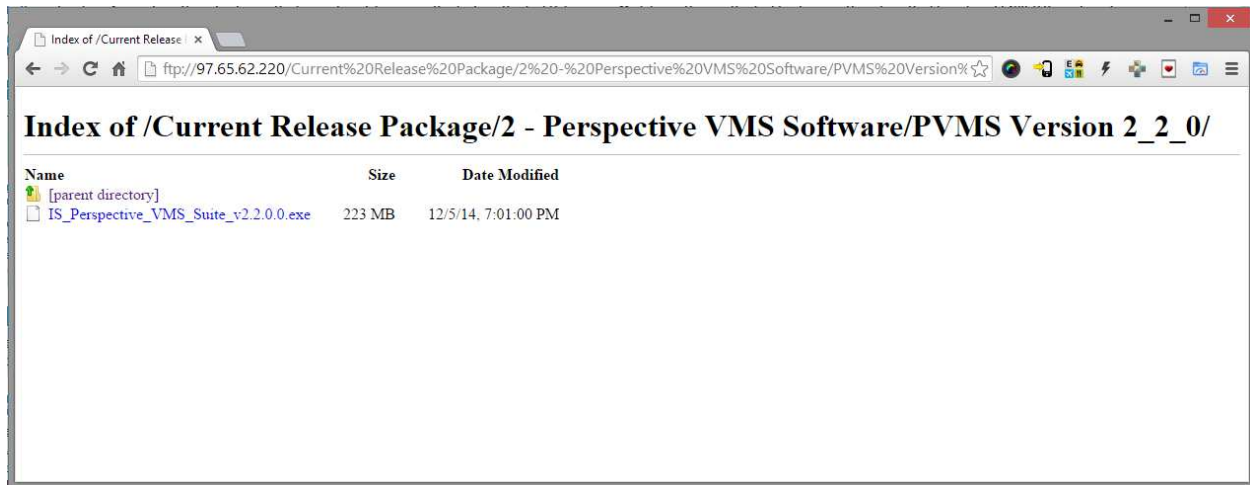 Index of /Current Release
ftp://97.65.62.220/Current%20Release%20Package/2%20-%20Perspective%20VMS%20Software/PVMS%20Version%
Index of /Current Release Package/2 - Perspective VMS Software/PVMS Version 2_2_0/
Name Size Date Modified
[parent directory]
IS_Perspective_VMS_Suite_v2.2.0.0.exe 223 MB 12/5/14, 7:01:00 PM